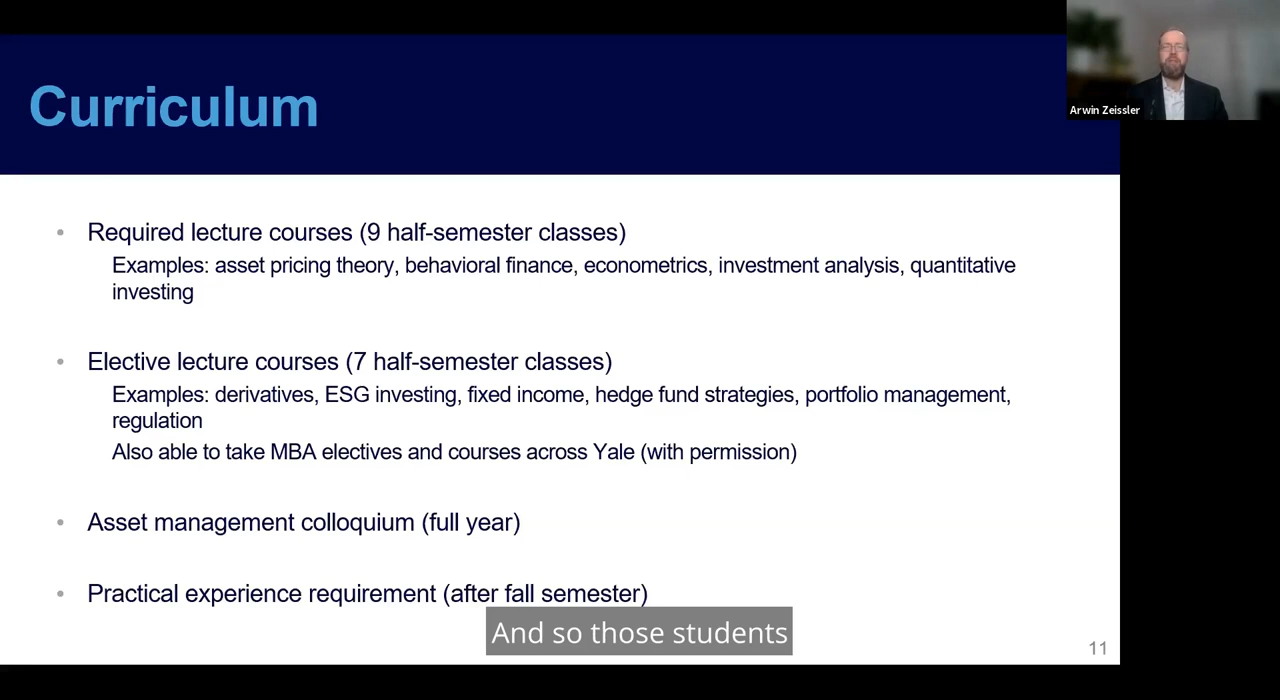 Curriculum
Arwin Zeissler
• Required lecture courses (9 half-semester classes)
Examples: asset pricing theory, behavioral finance, econometrics, investment analysis, quantitative
investing
• Elective lecture courses (7 half-semester classes)
Examples: derivatives, ESG investing, fixed income, hedge fund strategies, portfolio management,
regulation
Also able to take MBA electives and courses across Yale (with permission)
• Asset management colloquium (full year)
• Practical experience requirement (after fall semester)
And so those students
11